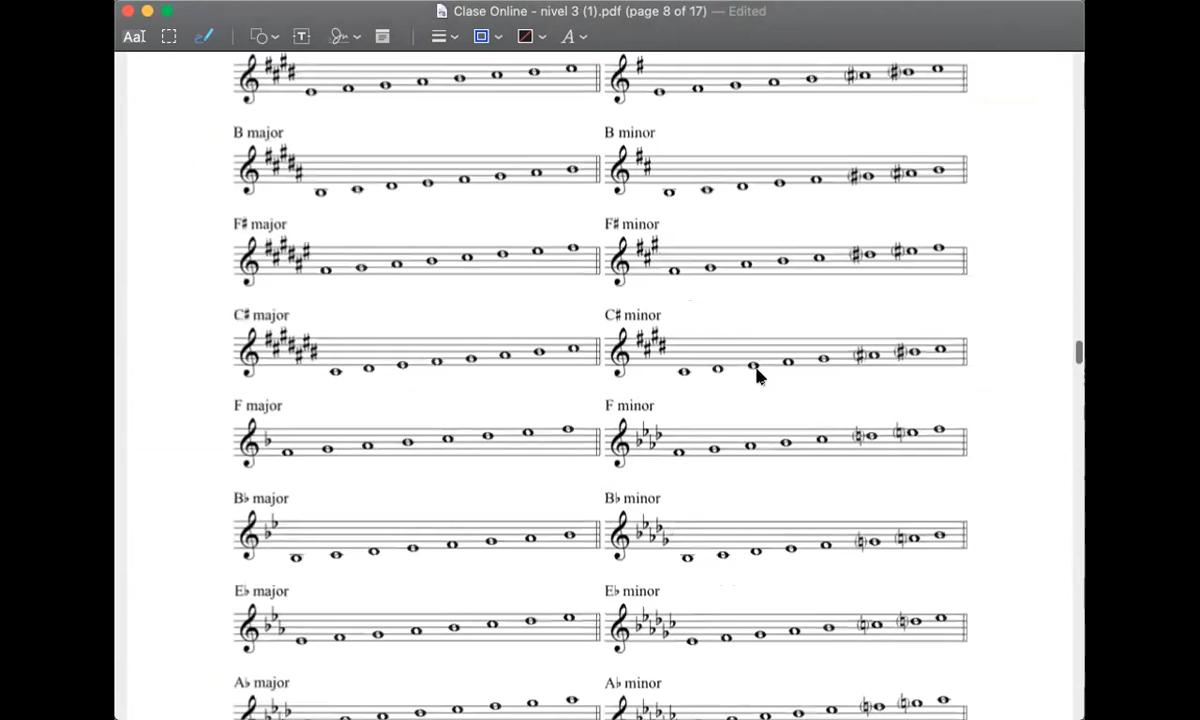 Clase Online - nivel 3 (1).pdf (page 8 of 17) — Edited
AaI
T
A
B major
B minor
F♯ major
F♯ minor
C♯ major
C♯ minor
F major
F minor
B♭ major
B♭ minor
E♭ major
E♭ minor
A♭ major
A♭ minor